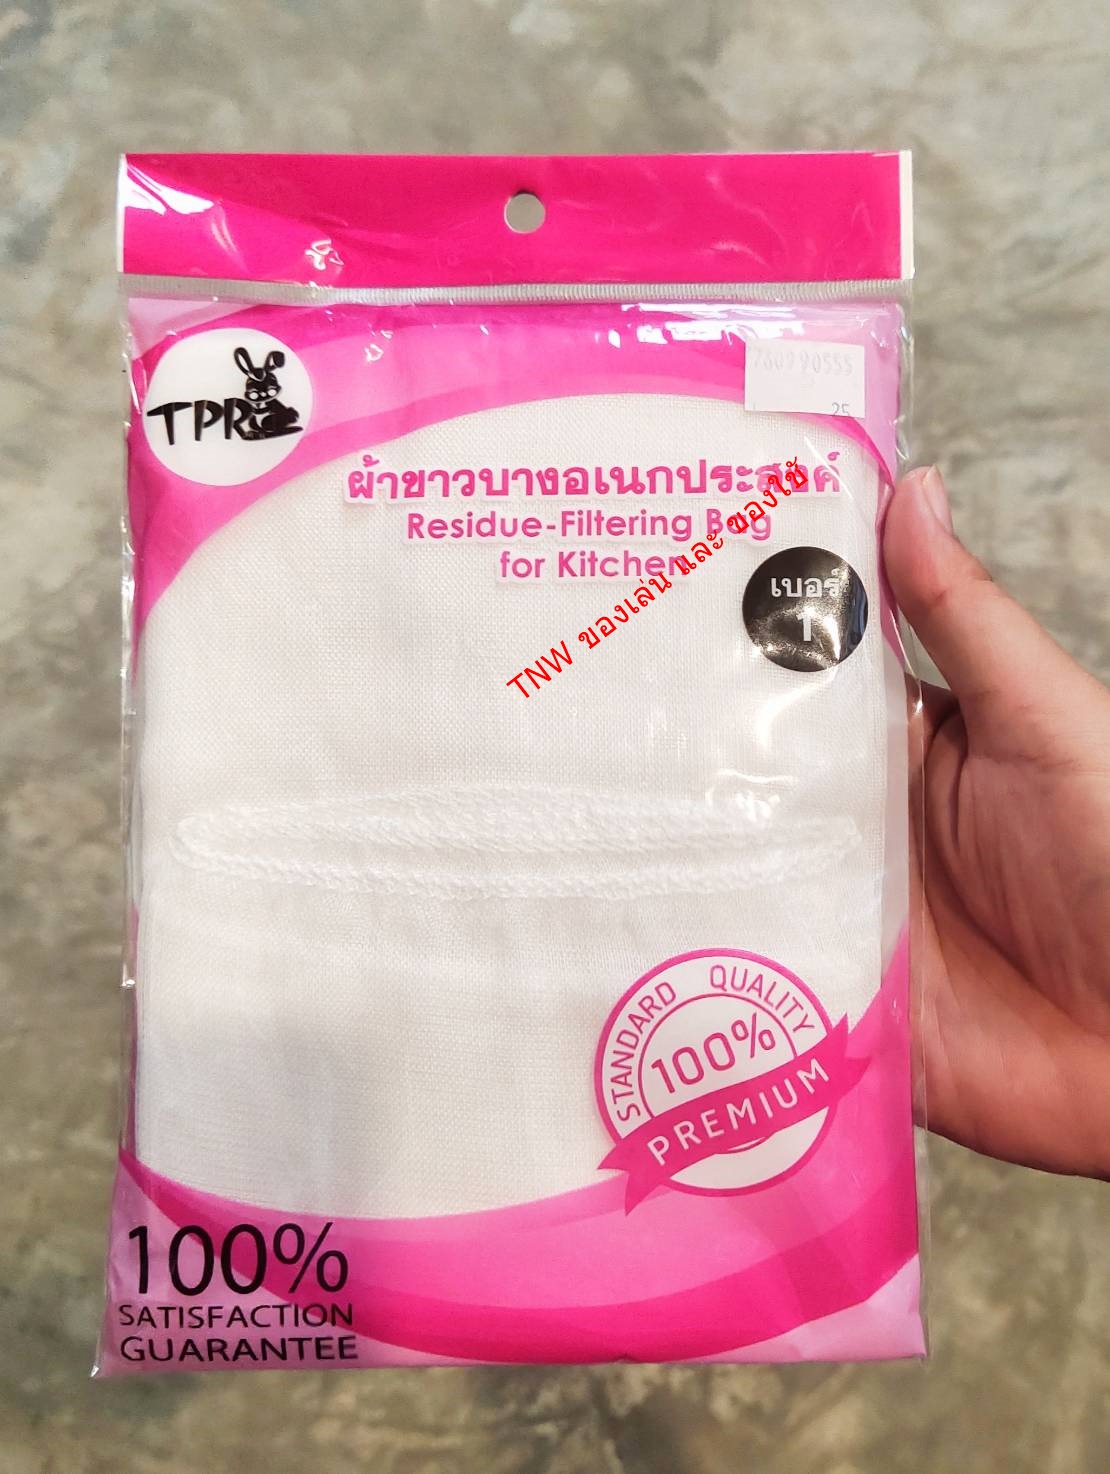 TPR
760990555
25
ผ้าขาวบางอเนกประสงค์
Residue-Filtering Bag
for Kitchen
TNW ของเล่น และ ของใช้
เบอร์
1
STANDARD QUALITY
100%
PREMIUM
100%
SATISFACTION
GUARANTEE